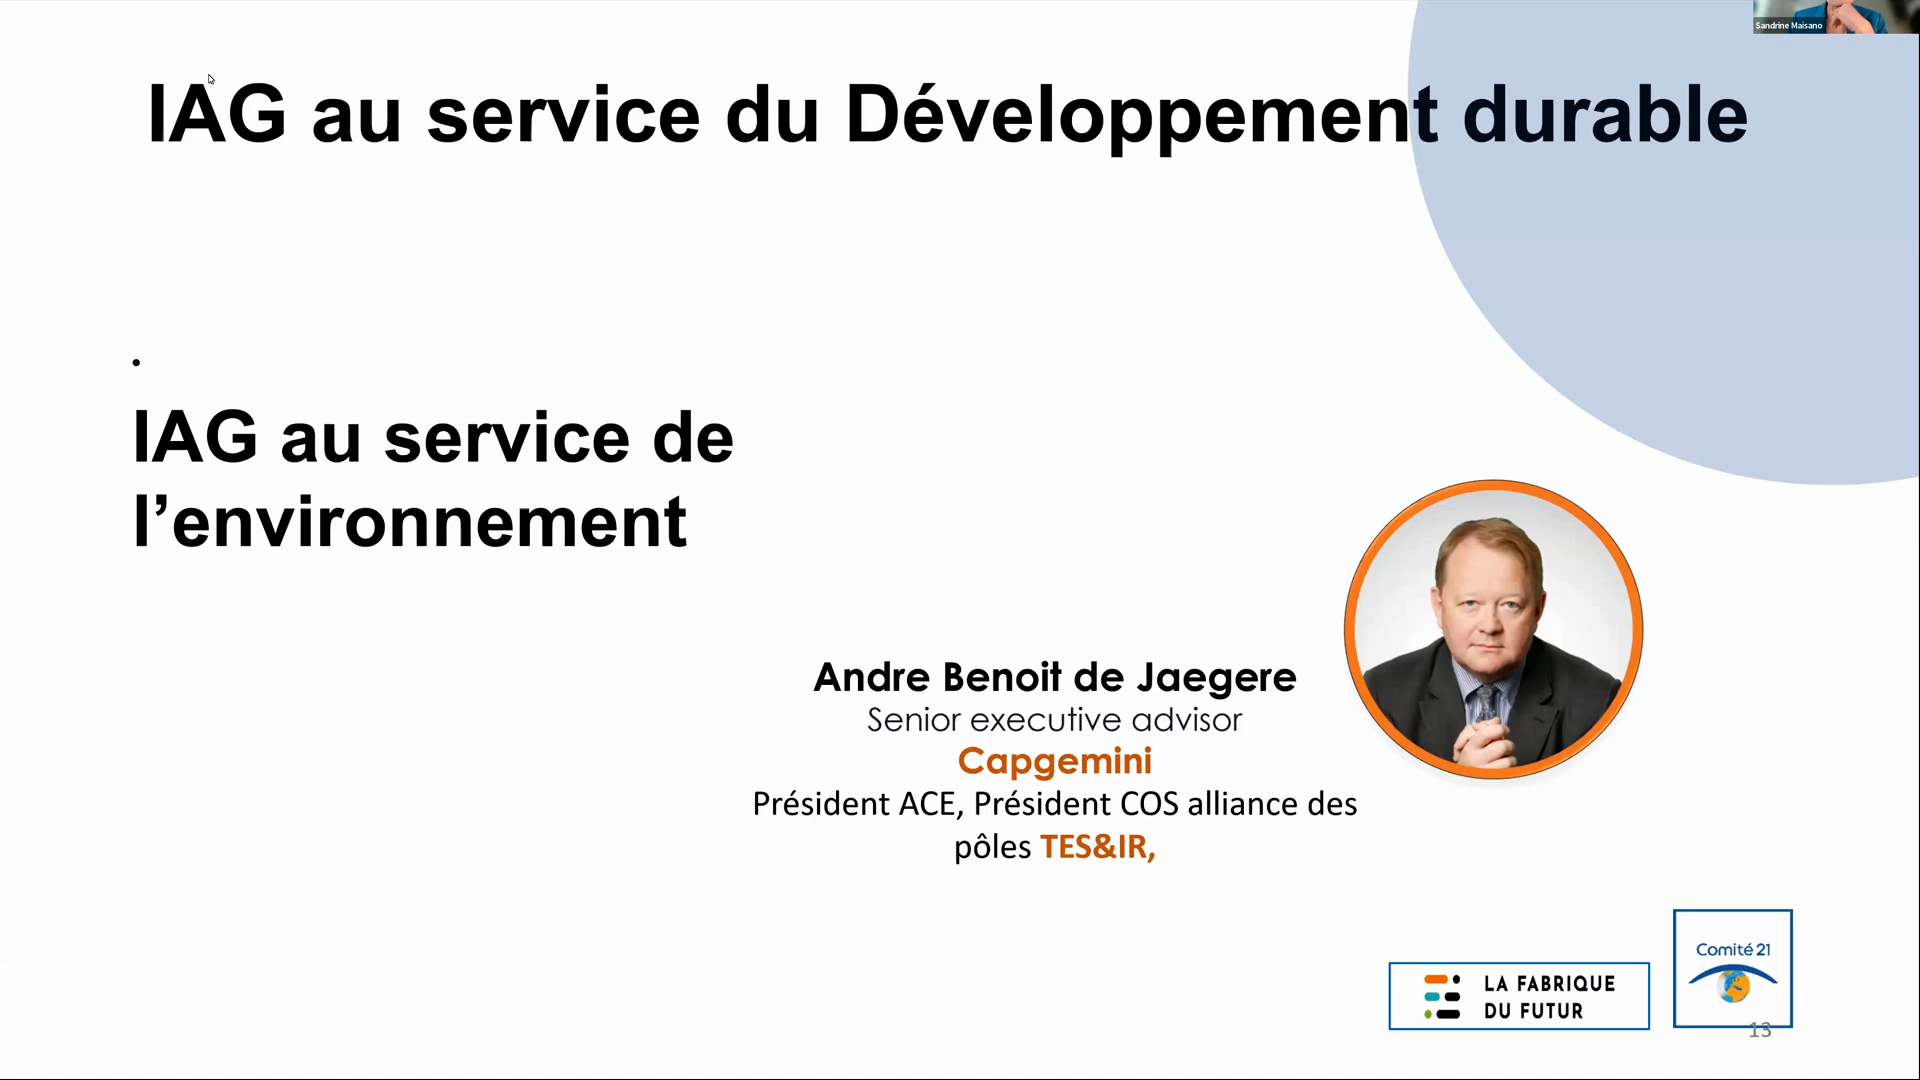 Sandrine Maisano
IAG au service du Développement durable
•
IAG au service de
l’environnement
Andre Benoit de Jaegere
Senior executive advisor
Capgemini
Président ACE, Président COS alliance des
pôles TES&IR,
LA FABRIQUE
DU FUTUR
Comité 21
13